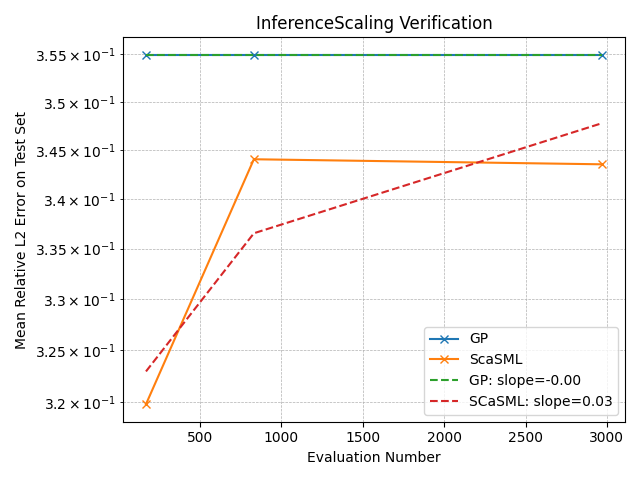 InferenceScaling Verification
Mean Relative L2 Error on Test Set
3.55 × 10⁻¹
3.5 × 10⁻¹
3.45 × 10⁻¹
3.4 × 10⁻¹
3.35 × 10⁻¹
3.3 × 10⁻¹
3.25 × 10⁻¹
3.2 × 10⁻¹
GP
ScaSML
GP: slope=-0.00
SCaSML: slope=0.03
500 1000 1500 2000 2500 3000
Evaluation Number